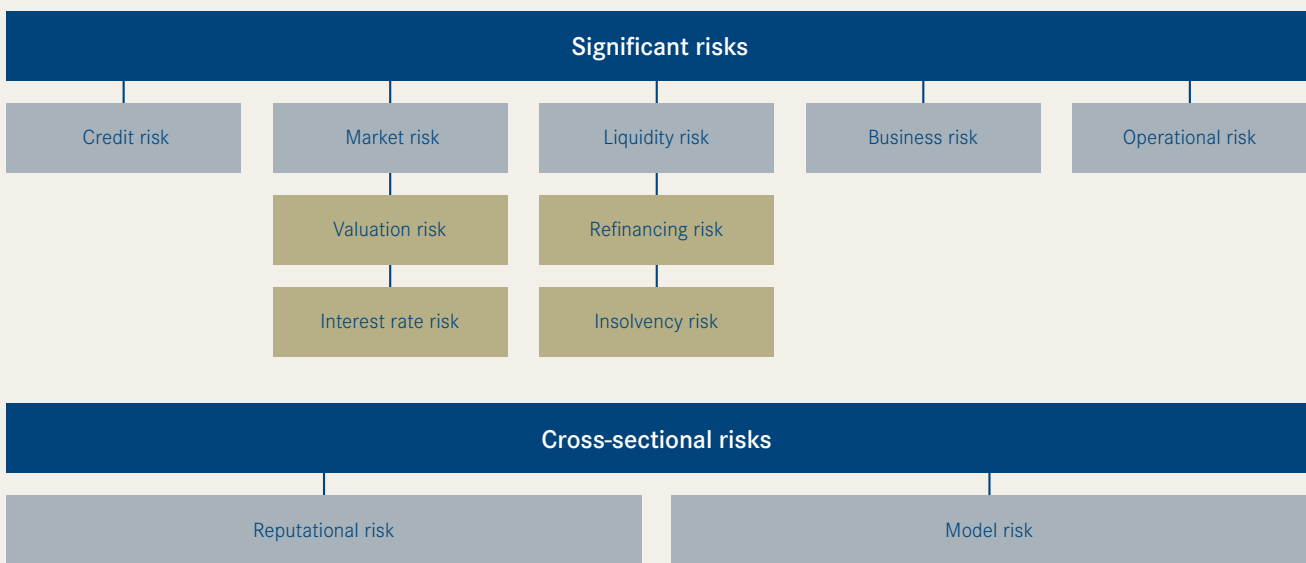 Significant risks
Credit risk
Market risk
Liquidity risk
Business risk
Operational risk
Valuation risk
Refinancing risk
Interest rate risk
Insolvency risk
Cross-sectional risks
Reputational risk
Model risk